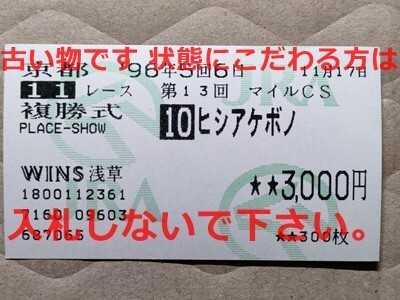 古い物です 状態にこだわる方は
京都 96年5回6日 11月17日
11 レース 第13回 マイルCS
複勝式
PLACE-SHOW
10 ヒシアケボノ
JRA
WINS浅草
1800112361
★★3,000円
入札しないで下さい。
687065
★★300枚